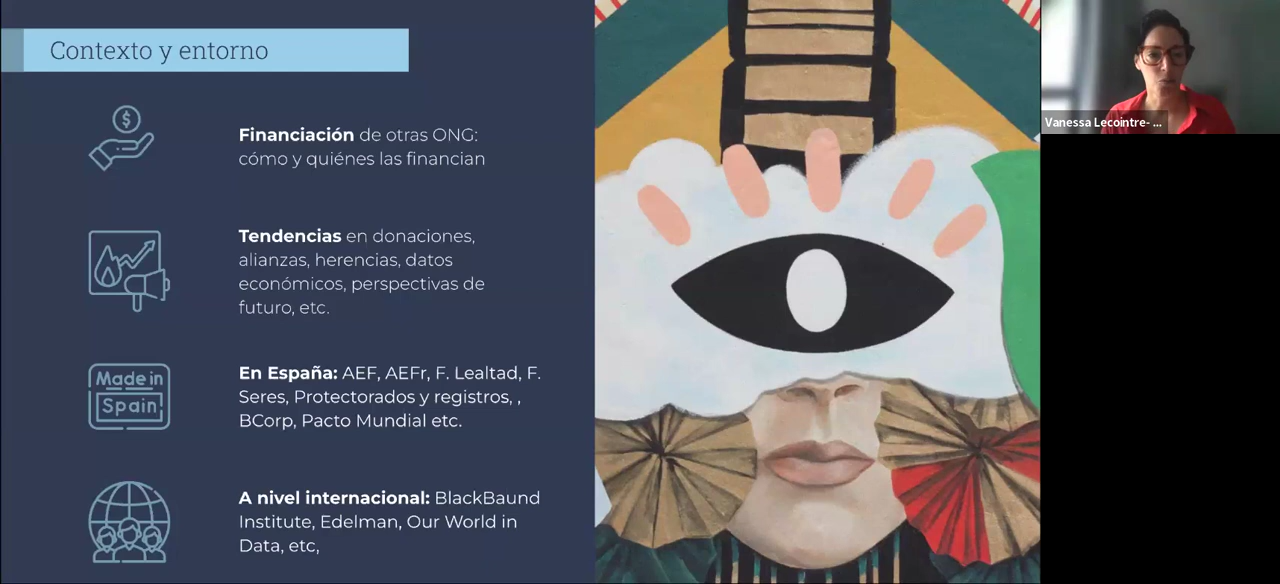 Contexto y entorno
Financiación de otras ONG:
cómo y quiénes las financian
Tendencias en donaciones,
alianzas, herencias, datos
económicos, perspectivas de
futuro, etc.
Made in
Spain
En España: AEF, AEFr, F. Lealtad, F.
Seres, Protectorados y registros, ,
BCorp, Pacto Mundial etc.
A nivel internacional: BlackBaund
Institute, Edelman, Our World in
Data, etc,
Vanessa Lecointre- ...